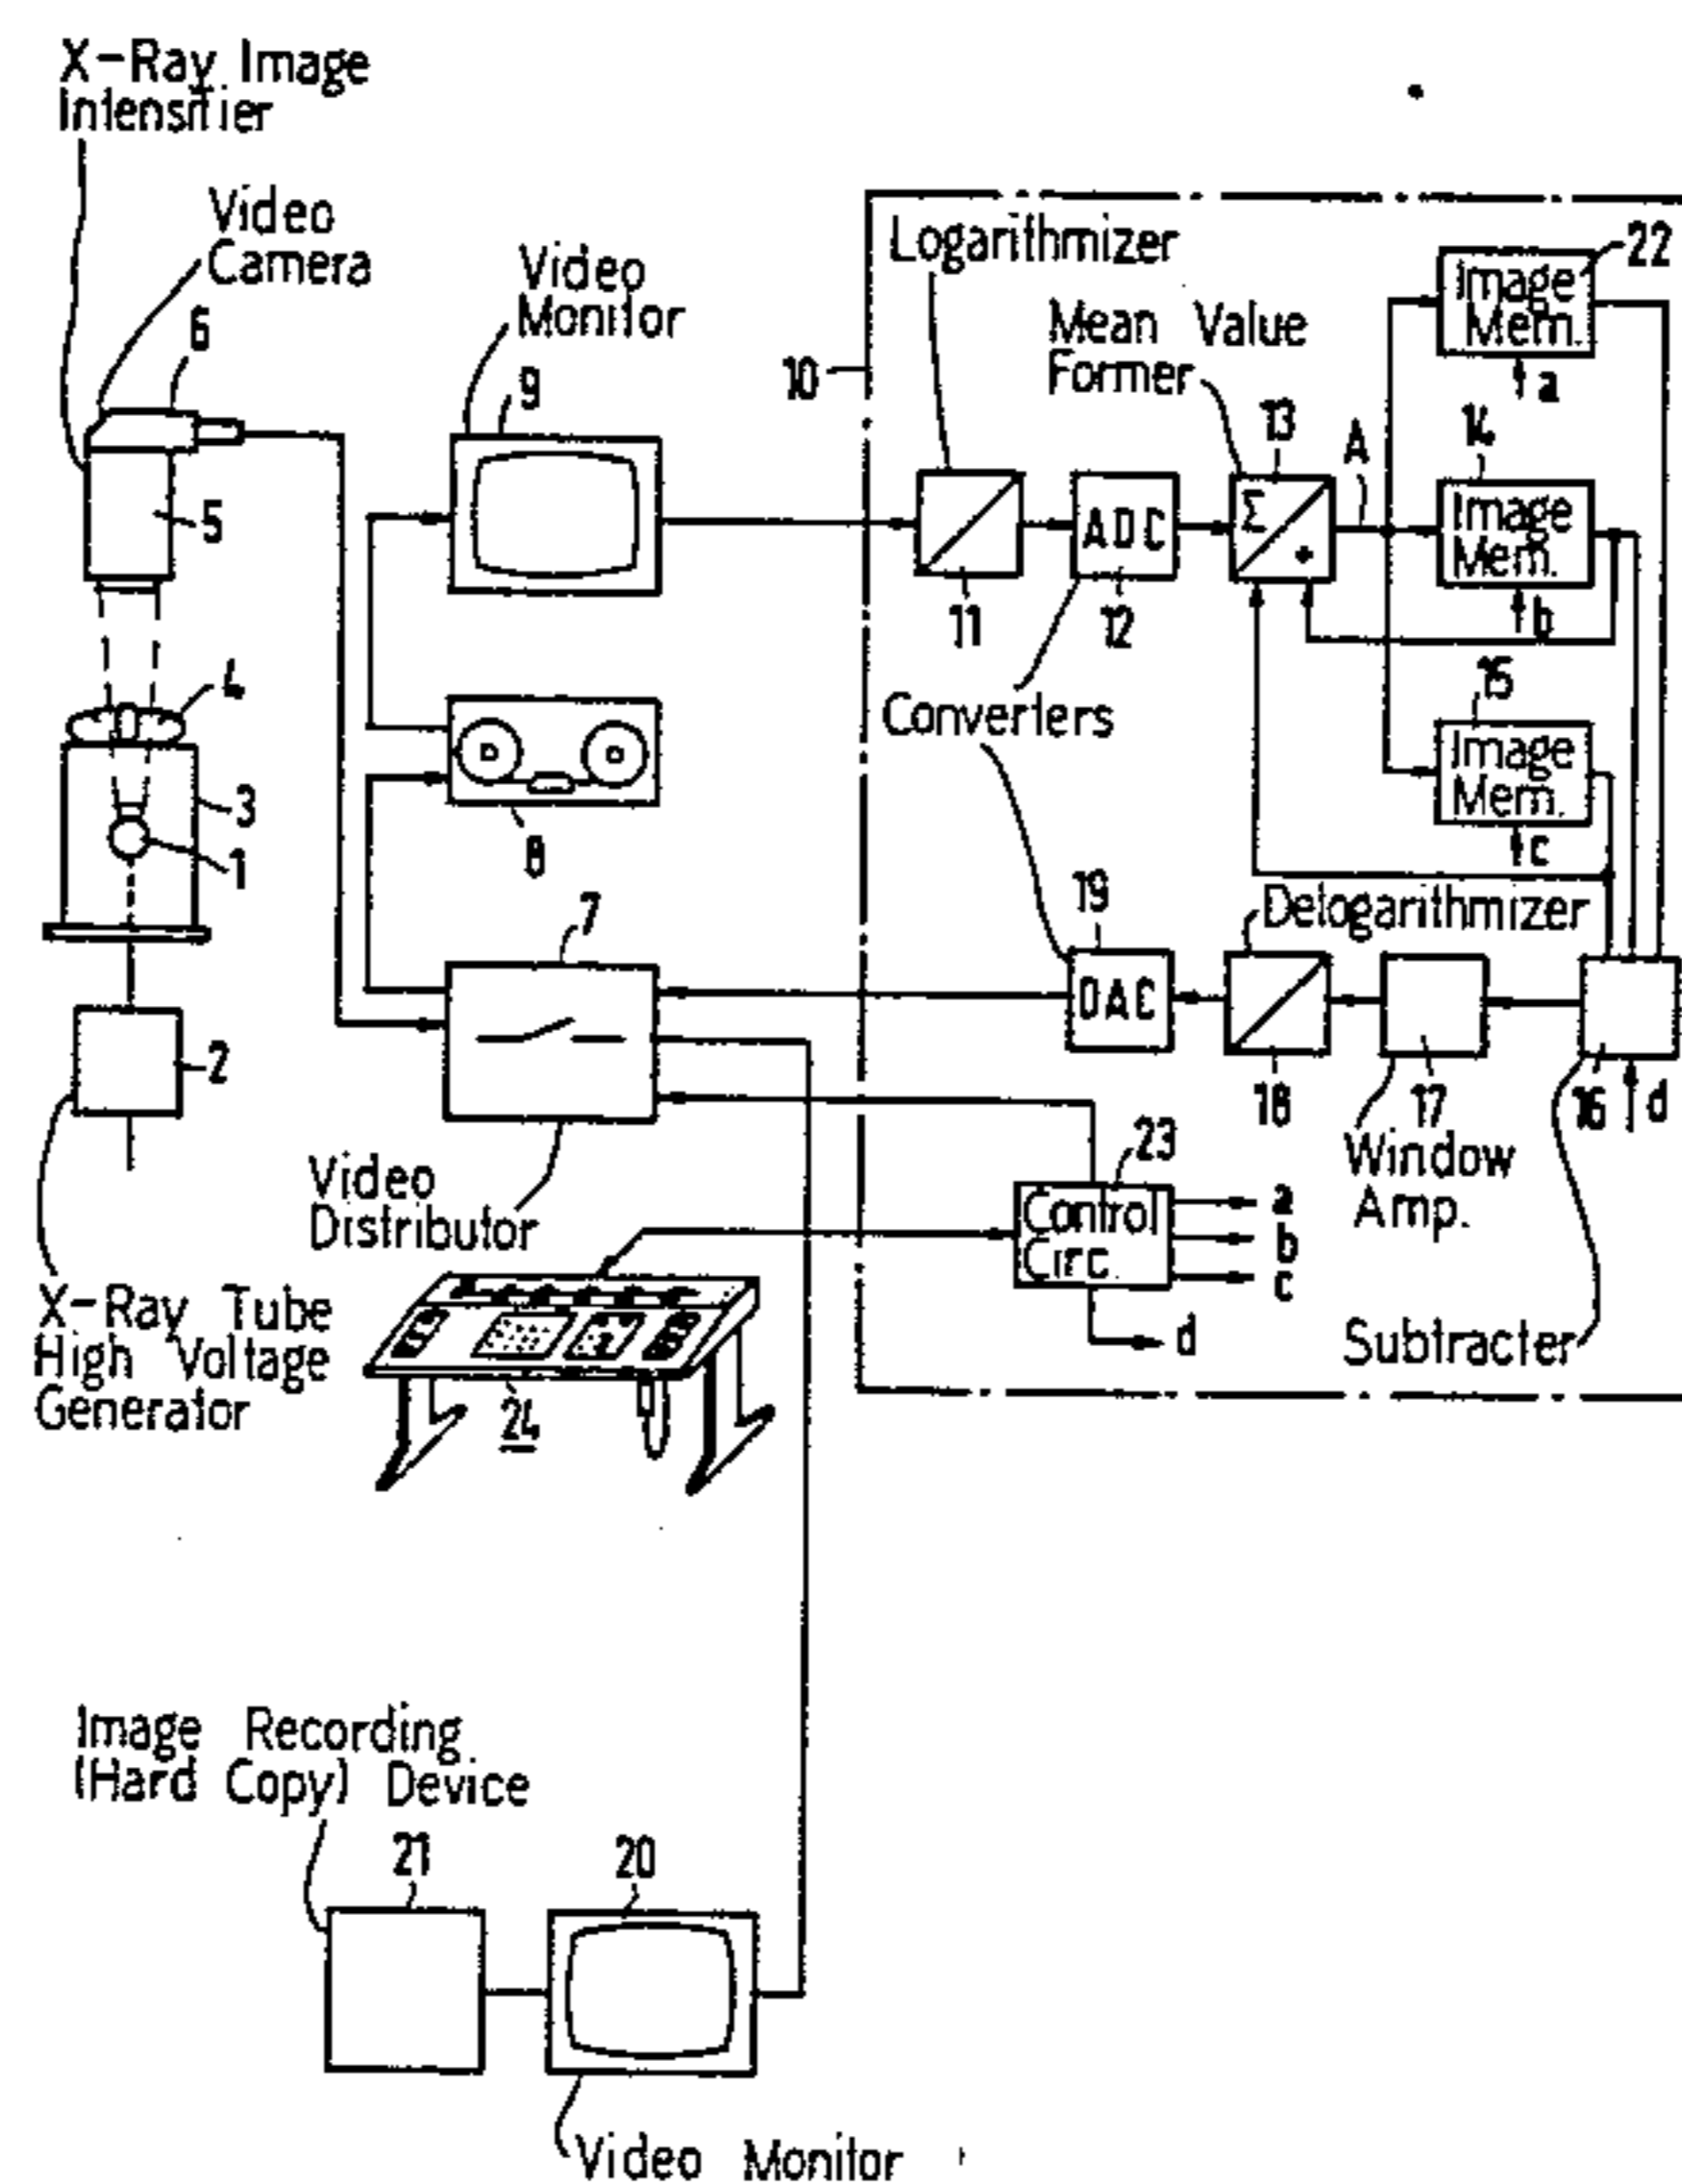 X-Ray Image
Intensifier
Video
Camera
6
5
4
3
1
2
X-Ray Tube
High Voltage
Generator
Video
Monitor
9
8
7
Video
Distributor
24
10
Logarithmizer
11
ADC
12
Converters
Mean Value
Former
13
Σ
÷
A
22
Image
Mem.
a
14
Image
Mem.
b
15
Image
Mem.
c
19
DAC
Delogarithmizer
18
17
Window
Amp.
16
d
Subtracter
23
Control
Circ.
a
b
c
d
Image Recording
(Hard Copy) Device
21
20
Video Monitor